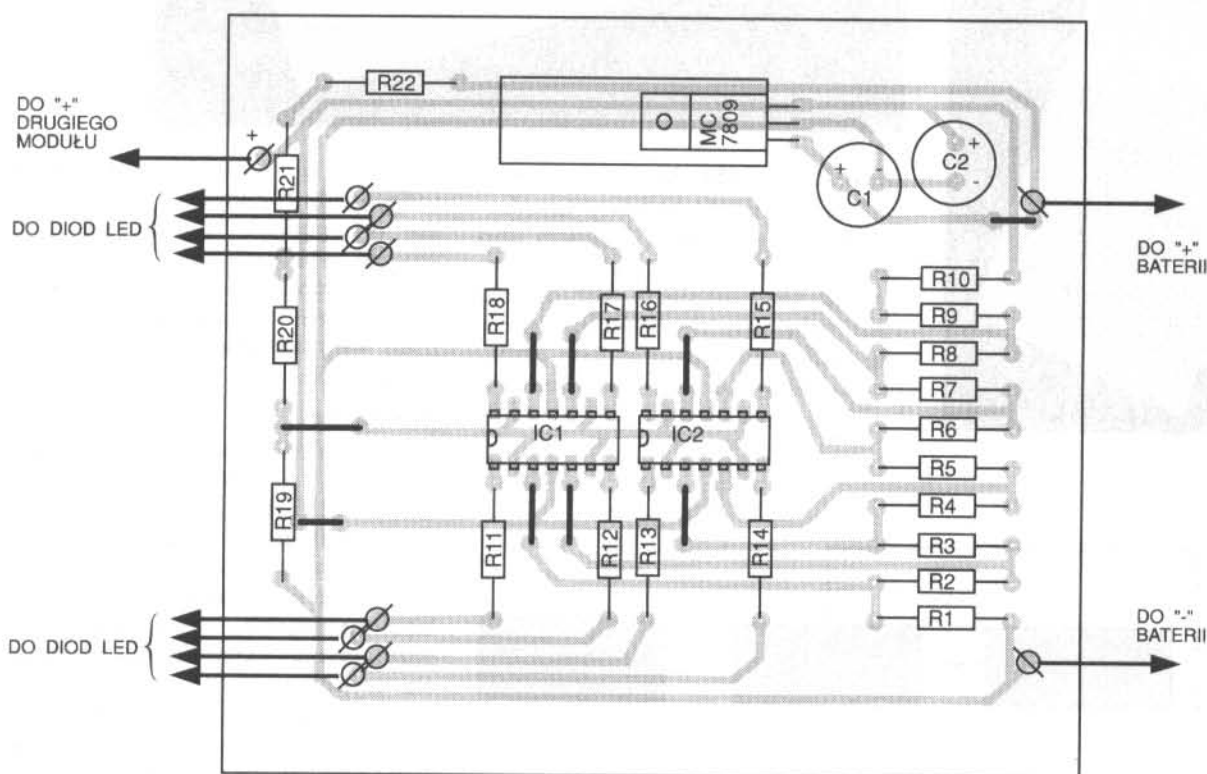 R22
DO "+"
DRUGIEGO
MODUŁU
+
R21
MC
7809
+
-
C1
+
C2
-
DO DIOD LED
DO "+"
BATERII
R10
R9
R8
R7
R6
R5
R4
R3
R2
R1
R20
R18
R17
R16
R15
IC1
IC2
R19
R11
R12
R13
R14
DO DIOD LED
DO "-"
BATERII